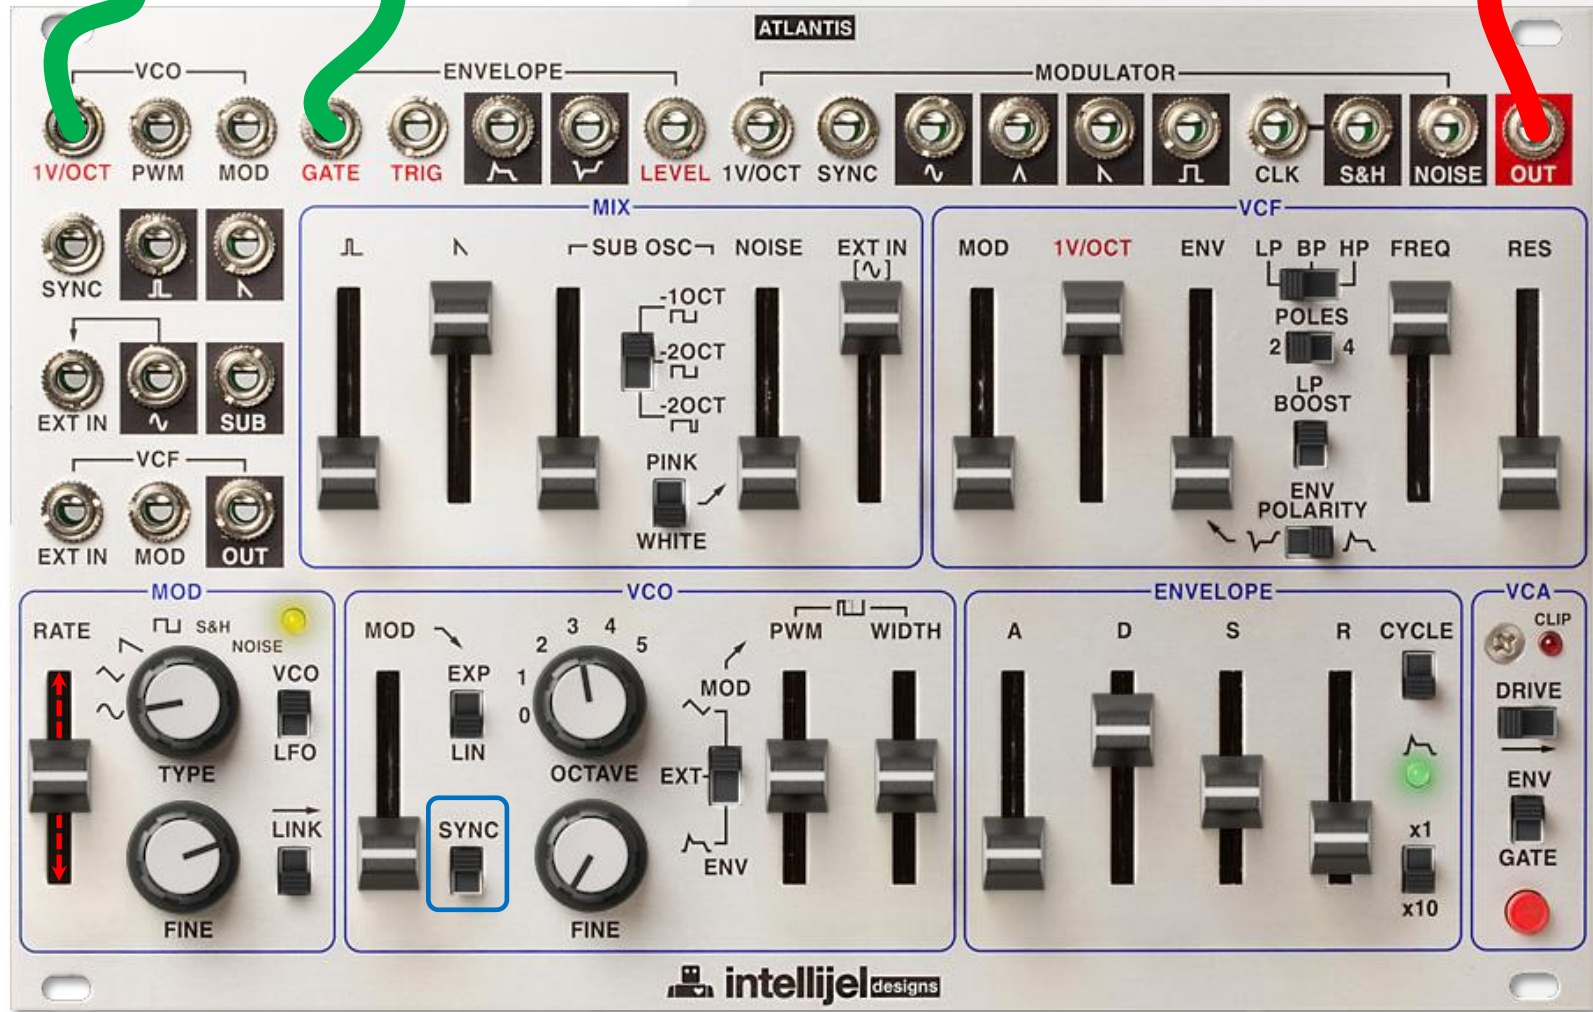 ATLANTIS
VCO
ENVELOPE
MODULATOR
1V/OCT PWM MOD GATE TRIG LEVEL 1V/OCT SYNC CLK S&H NOISE OUT
SYNC
EXT IN SUB
VCF
EXT IN MOD OUT
MIX
SUB OSC NOISE EXT IN
-1OCT
-2OCT
-2OCT
PINK
WHITE
VCF
MOD 1V/OCT ENV LP BP HP FREQ RES
POLES
2 4
LP
BOOST
ENV
POLARITY
MOD
RATE S&H
NOISE
VCO
LFO
TYPE
LINK
FINE
VCO
MOD
EXP
LIN
SYNC
0 1 2 3 4 5
OCTAVE
FINE
MOD
EXT
ENV
PWM WIDTH
ENVELOPE
A D S R CYCLE
x1
x10
VCA
CLIP
DRIVE
ENV
GATE
intellijel designs